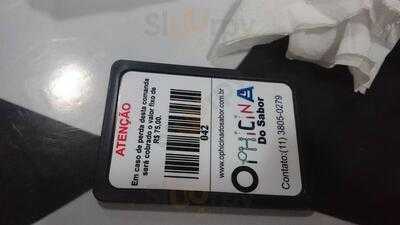 ATENÇÃO
Em caso de perda desta comanda
será cobrado o valor fixo de
R$ 75,00.
042
www.ophicinadosabor.com.br
OPHICINA
Do Sabor
Contato:(11) 3805-0279
Sluurpy